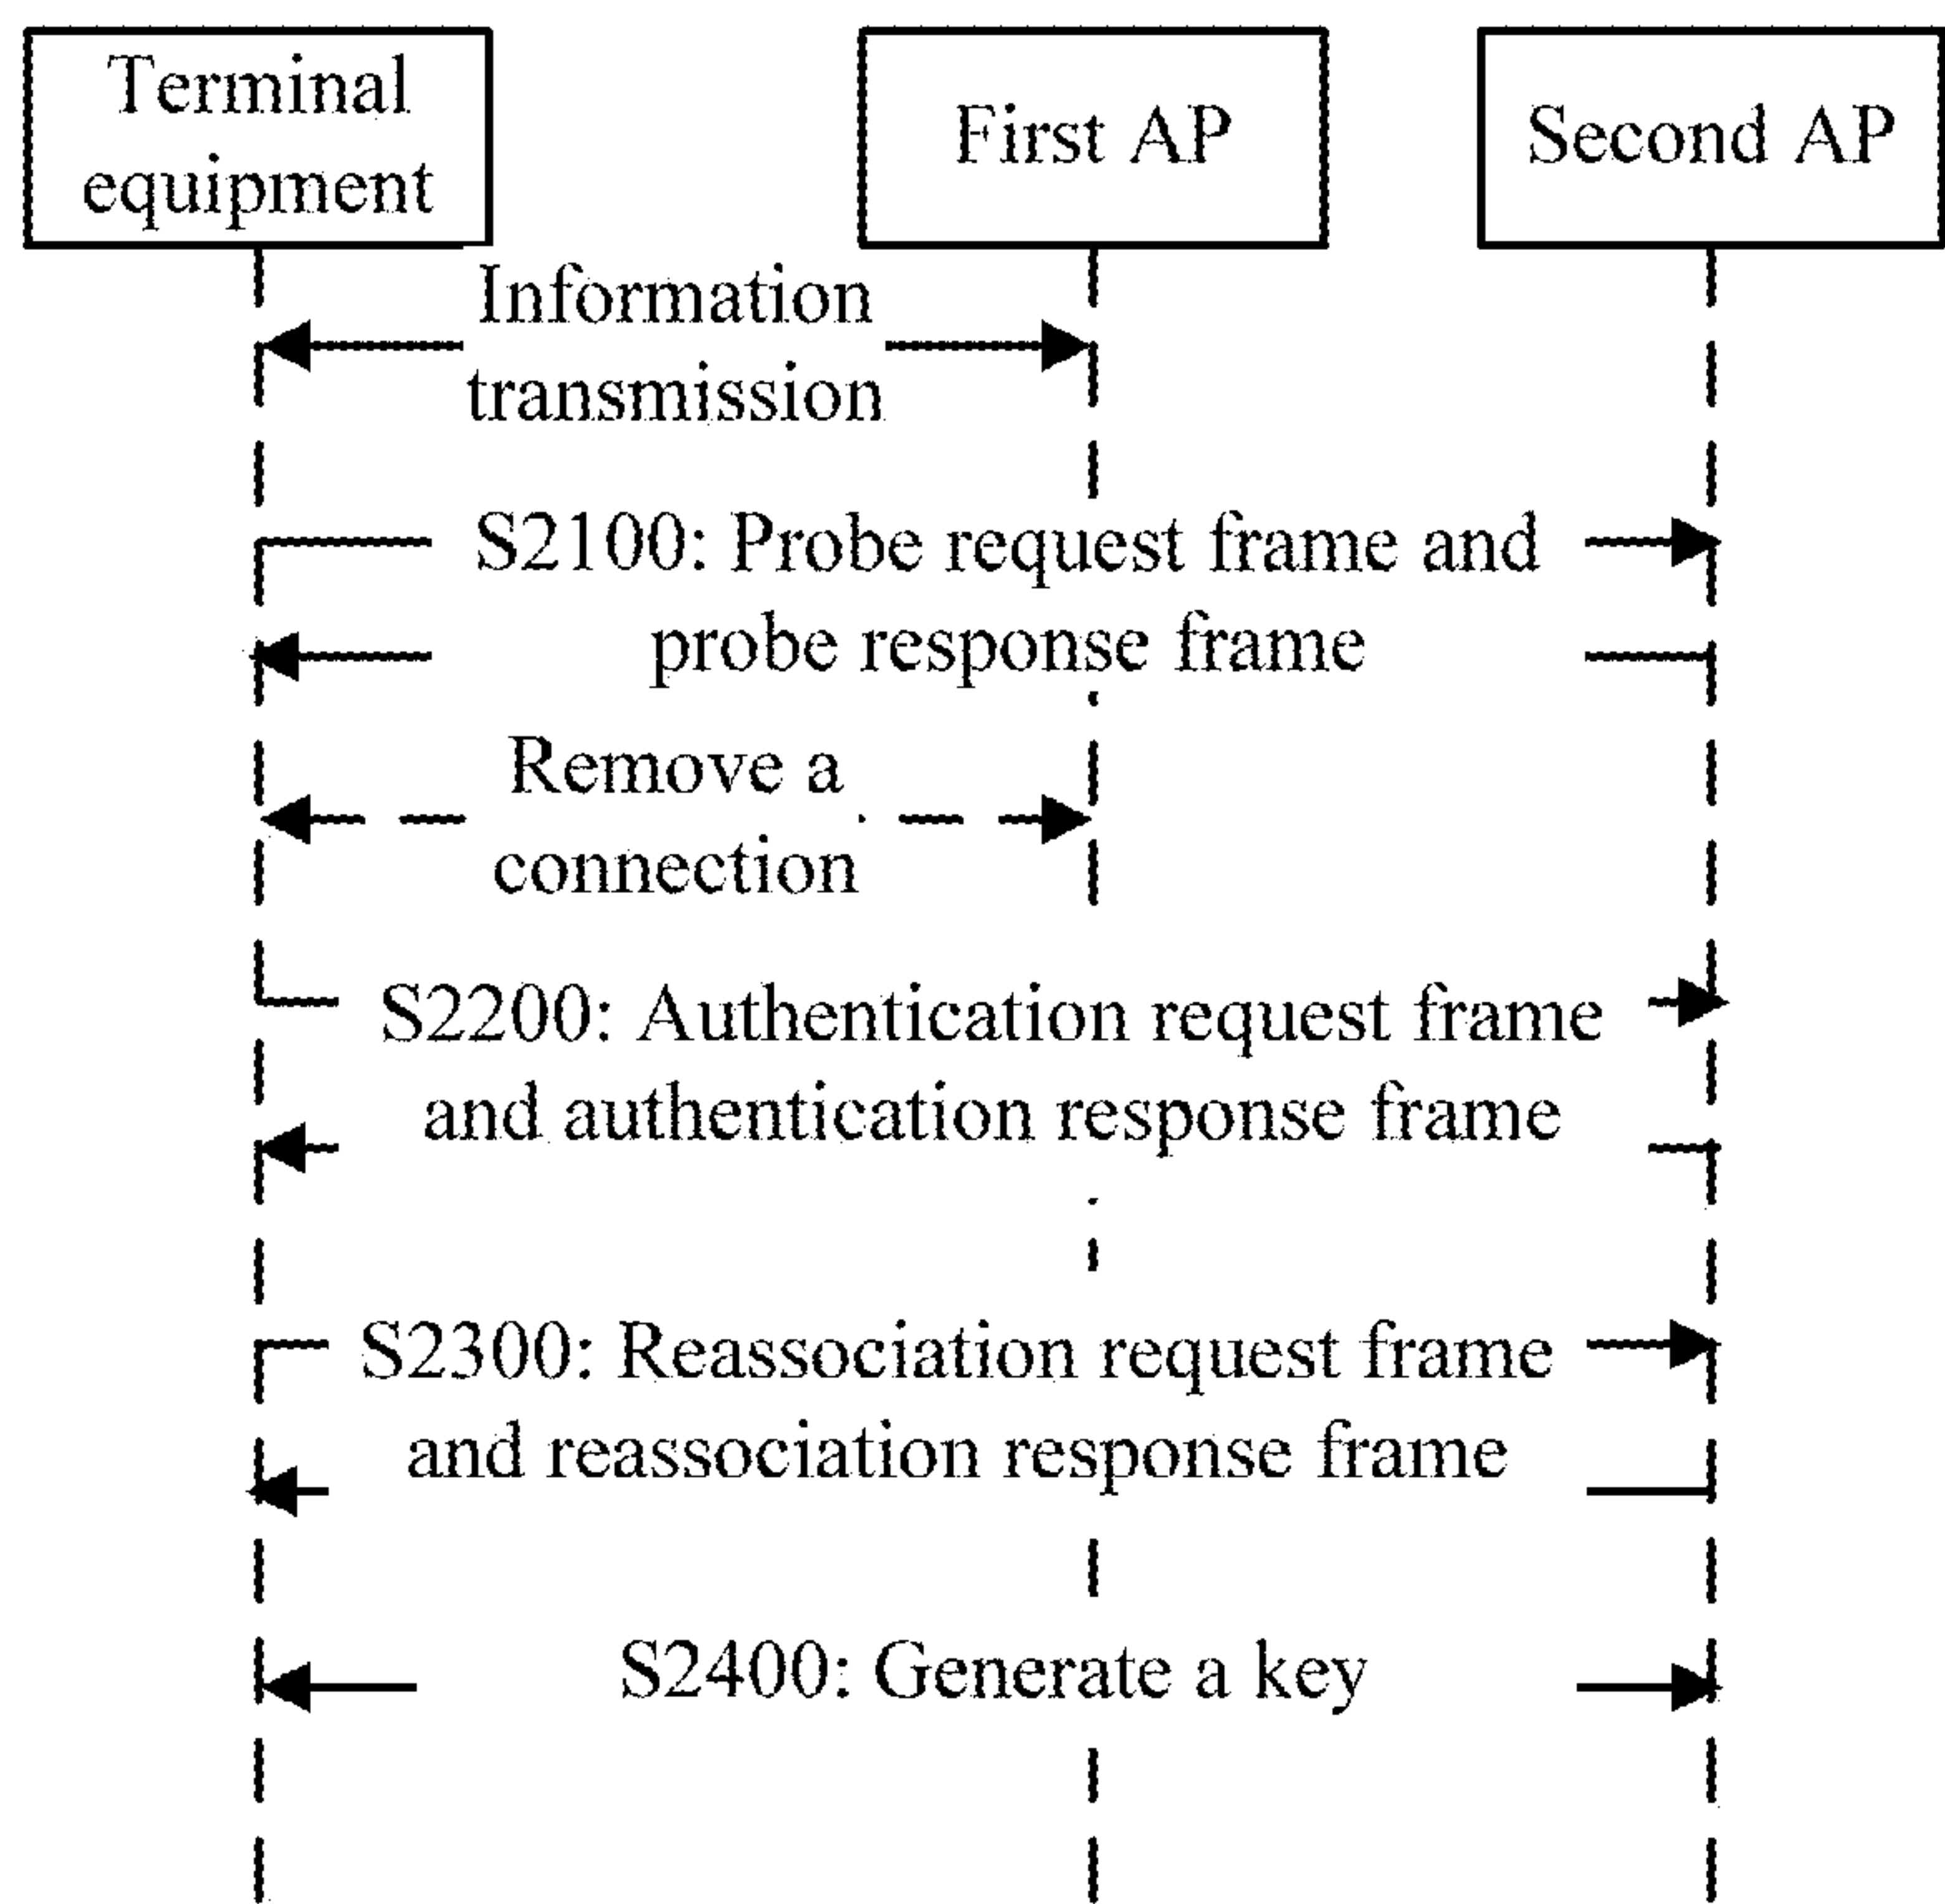 Terminal
equipment
First AP
Second AP
Information
transmission
S2100: Probe request frame and
probe response frame
Remove a
connection
S2200: Authentication request frame
and authentication response frame
S2300: Reassociation request frame
and reassociation response frame
S2400: Generate a key